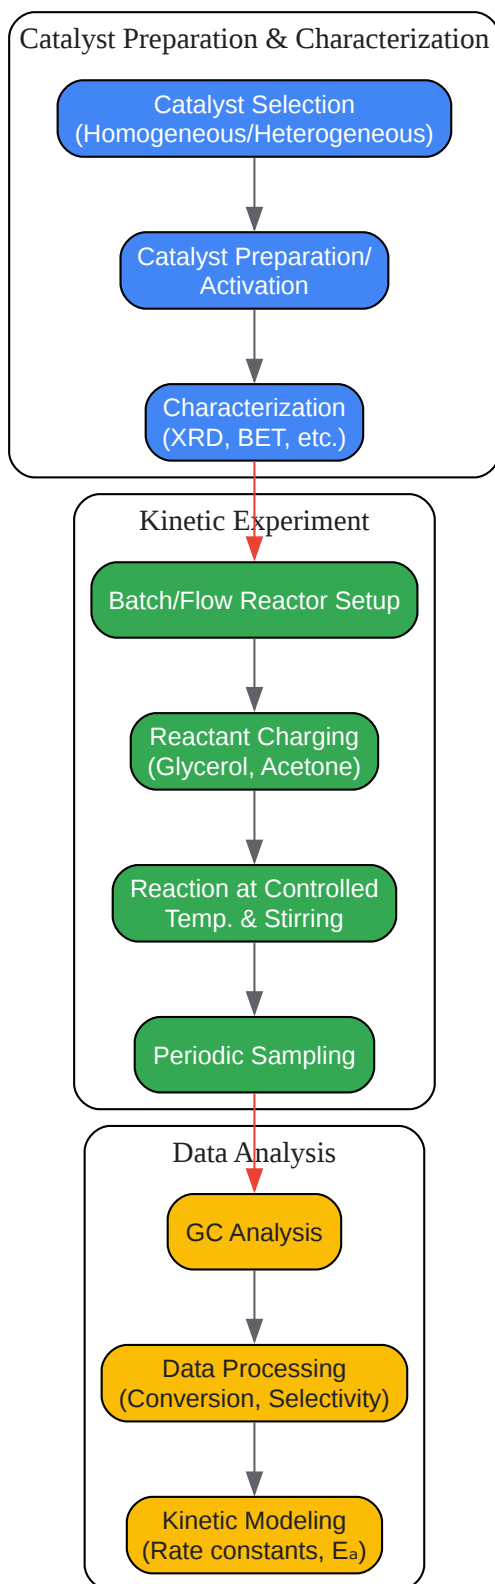 Catalyst Preparation & Characterization
Catalyst Selection
(Homogeneous/Heterogeneous)
Catalyst Preparation/
Activation
Characterization
(XRD, BET, etc.)
Kinetic Experiment
Batch/Flow Reactor Setup
Reactant Charging
(Glycerol, Acetone)
Reaction at Controlled
Temp. & Stirring
Periodic Sampling
Data Analysis
GC Analysis
Data Processing
(Conversion, Selectivity)
Kinetic Modeling
(Rate constants, Eₐ)